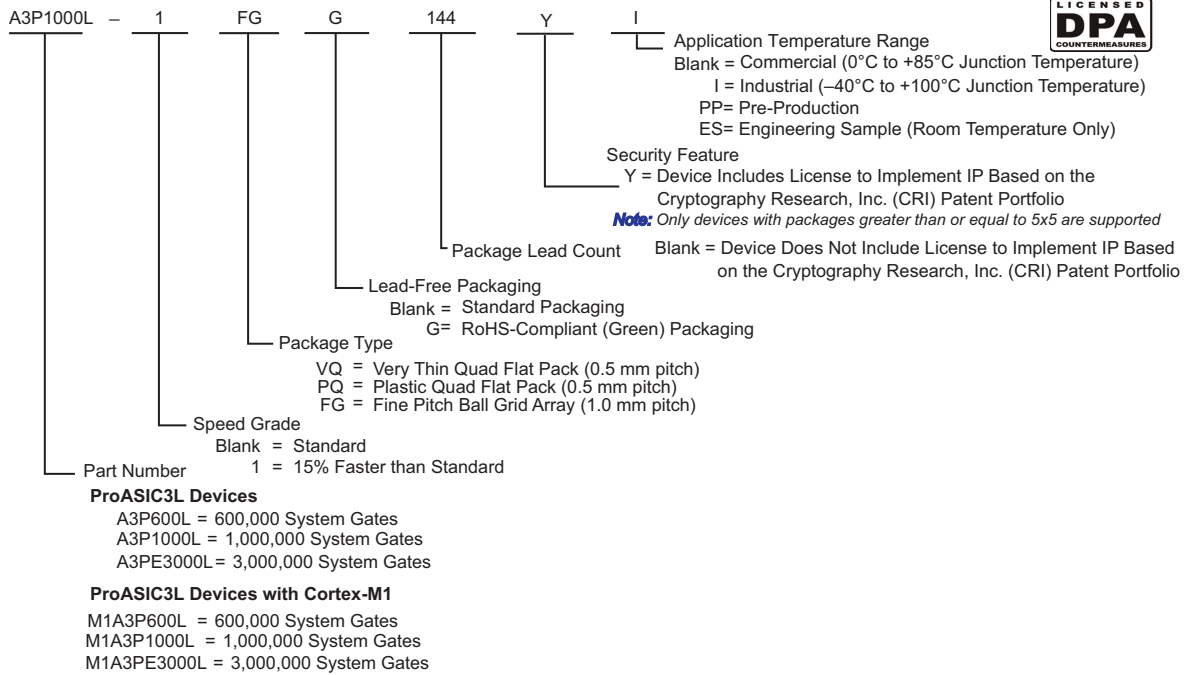 A3P1000L – 1 FG G 144 Y I
LICENSED
DPA
COUNTERMEASURES
Application Temperature Range
Blank = Commercial (0°C to +85°C Junction Temperature)
I = Industrial (–40°C to +100°C Junction Temperature)
PP= Pre-Production
ES= Engineering Sample (Room Temperature Only)
Security Feature
Y = Device Includes License to Implement IP Based on the
Cryptography Research, Inc. (CRI) Patent Portfolio
Note: Only devices with packages greater than or equal to 5x5 are supported
Blank = Device Does Not Include License to Implement IP Based
on the Cryptography Research, Inc. (CRI) Patent Portfolio
Package Lead Count
Lead-Free Packaging
Blank = Standard Packaging
G= RoHS-Compliant (Green) Packaging
Package Type
VQ = Very Thin Quad Flat Pack (0.5 mm pitch)
PQ = Plastic Quad Flat Pack (0.5 mm pitch)
FG = Fine Pitch Ball Grid Array (1.0 mm pitch)
Speed Grade
Blank = Standard
1 = 15% Faster than Standard
Part Number
ProASIC3L Devices
A3P600L = 600,000 System Gates
A3P1000L = 1,000,000 System Gates
A3PE3000L = 3,000,000 System Gates
ProASIC3L Devices with Cortex-M1
M1A3P600L = 600,000 System Gates
M1A3P1000L = 1,000,000 System Gates
M1A3PE3000L = 3,000,000 System Gates